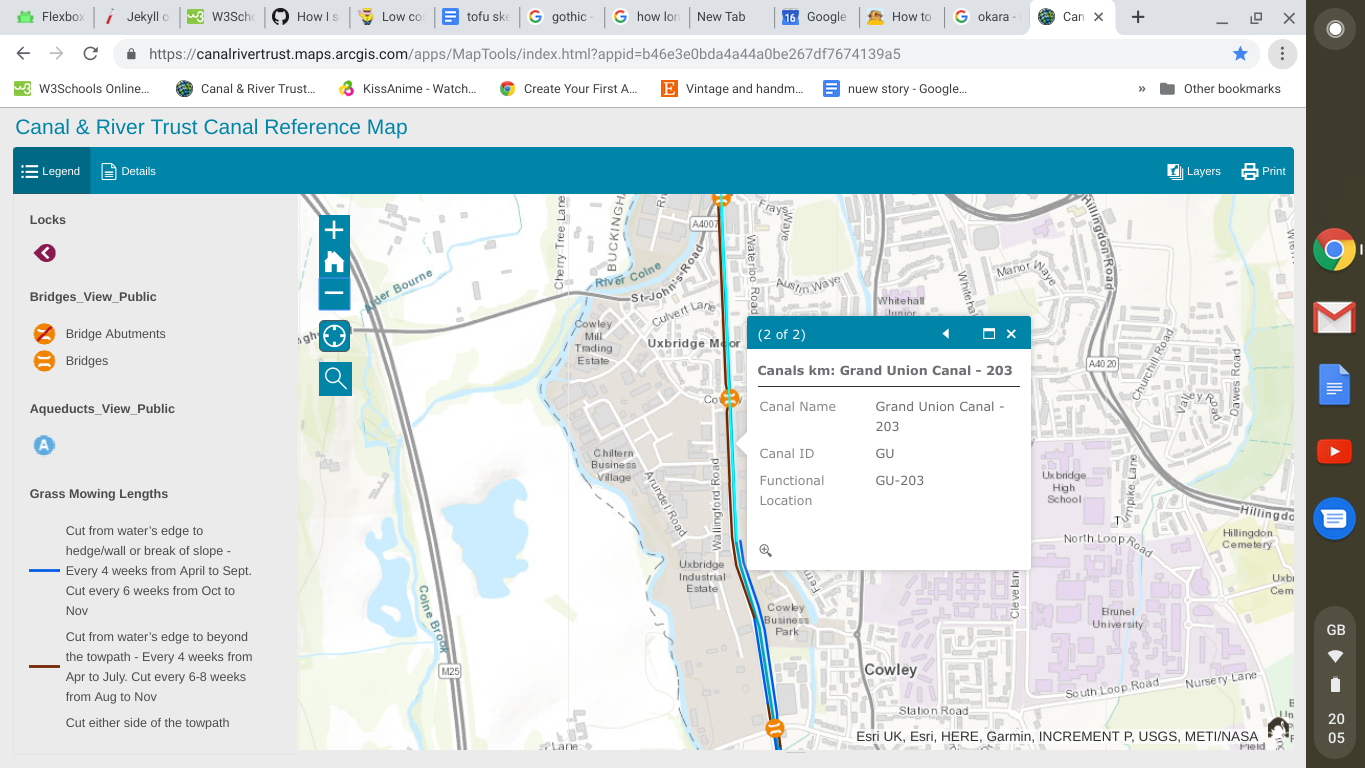 Flexbox
Jekyll o
W3Scho
How I s
Low co
tofu ske
gothic -
how lon
New Tab
16
Google
How to
okara -
Can
https://canalrivertrust.maps.arcgis.com/apps/MapTools/index.html?appid=b46e3e0bda4a44a0be267df7674139a5
W3Schools Online...
Canal & River Trust...
KissAnime - Watch...
Create Your First A...
Vintage and handm...
nuew story - Google...
»
Other bookmarks
Canal & River Trust Canal Reference Map
Legend
Details
Layers
Print
Locks
Bridges_View_Public
Bridge Abutments
Bridges
Aqueducts_View_Public
A
Grass Mowing Lengths
Cut from water's edge to
hedge/wall or break of slope -
Every 4 weeks from April to Sept.
Cut every 6 weeks from Oct to
Nov
Cut from water's edge to beyond
the towpath - Every 4 weeks from
Apr to July. Cut every 6-8 weeks
from Aug to Nov
Cut either side of the towpath
Alder Bourne
Cherry Tree Lane
BUCKINGHA
River Colne
St-John's-Road
A4007
Frays
Waye
Waterloo Road
Culvert Lane
Austin Waye
Manor Waye
Hillingdon Road
Whitehall
Junior
Whiteha
Cowley
Mill
Trading
Estate
Uxbridge Moor
A40 20
Churchill Road
Valley Road
Dawes Road
Chiltern
Business
Village
Arundel Road
Wallingford Road
Uxbridge
Industrial
Estate
Cowley
Business
Park
Colne Brook
M25
Uxbridge
High
School
North Loop Road
Hillingdo
Hillingdon
Cemetery
Uxb
Cem
Clevelan
Brunel
University
Cowley
South Loop Road
Nursery Lane
Station Road
Lane
(2 of 2)
Canals km: Grand Union Canal - 203
Canal Name
Grand Union Canal -
203
Canal ID
GU
Functional
Location
GU-203
Esri UK, Esri, HERE, Garmin, INCREMENT P, USGS, METI/NASA
GB
20
05